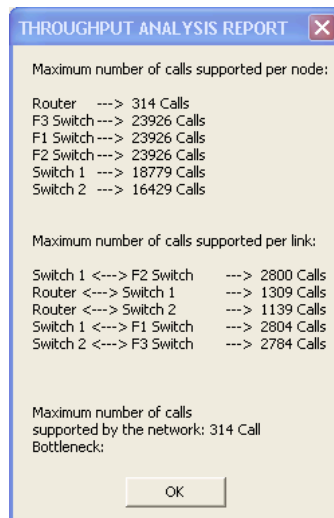 THROUGHPUT ANALYSIS REPORT
Maximum number of calls supported per node:
Router ---> 314 Calls
F3 Switch ---> 23926 Calls
F1 Switch ---> 23926 Calls
F2 Switch ---> 23926 Calls
Switch 1 ---> 18779 Calls
Switch 2 ---> 16429 Calls
Maximum number of calls supported per link:
Switch 1 <---> F2 Switch ---> 2800 Calls
Router <---> Switch 1 ---> 1309 Calls
Router <---> Switch 2 ---> 1139 Calls
Switch 1 <---> F1 Switch ---> 2804 Calls
Switch 2 <---> F3 Switch ---> 2784 Calls
Maximum number of calls
supported by the network: 314 Call
Bottleneck:
OK